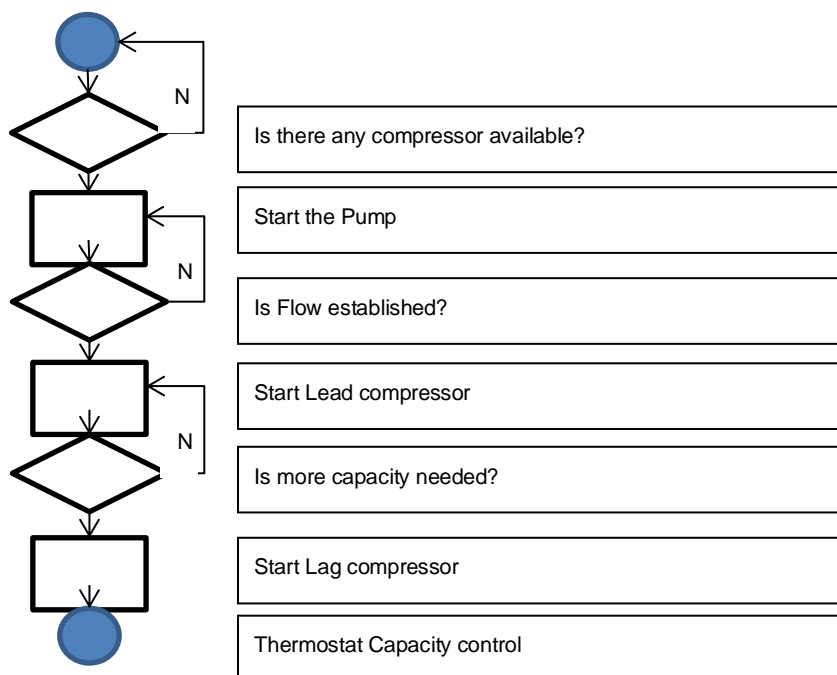 N
Is there any compressor available?
Start the Pump
N
Is Flow established?
Start Lead compressor
N
Is more capacity needed?
Start Lag compressor
Thermostat Capacity control